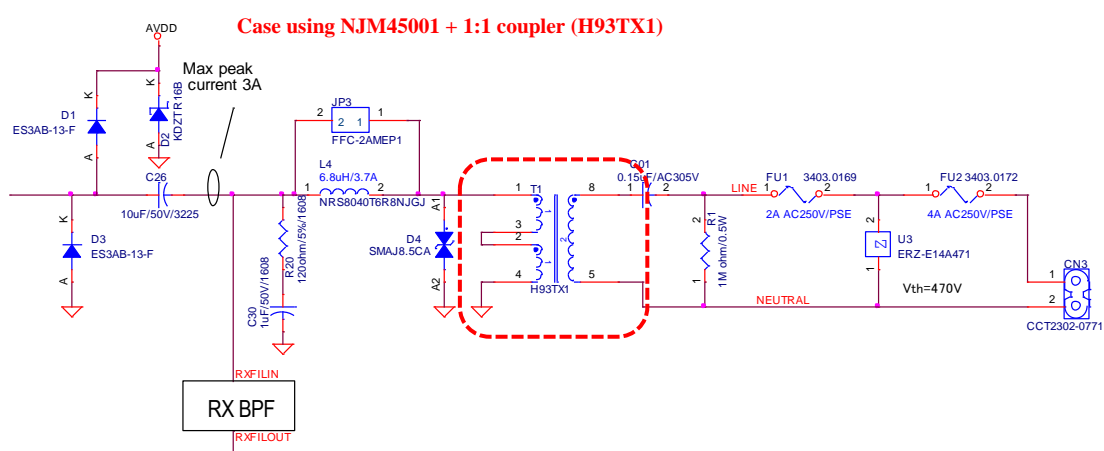 Case using NJM45001 + 1:1 coupler (H93TX1)
AVDD
Max peak
current 3A
K
K
D1
ES3AB-13-F
A
A
D2
KDZTR16B
JP3
2
2 1
1
FFC-2AMEP1
C26
10uF/50V/3225
L4
6.8uH/3.7A
1
2
NRS8040T6R8NJGJ
K
D3
ES3AB-13-F
A
R20
120ohm/5%/1608
C30
1uF/50V/1608
A1
D4
SMAJ8.5CA
A2
1
T1
8
3
2
4
5
1
1
2
H93TX1
1
2
0.15uF/AC305V
LINE
2
R1
1M ohm/0.5W
1
NEUTRAL
FU1
3403.0169
1
2
2A AC250V/PSE
FU2 3403.0172
1
2
4A AC250V/PSE
2
Z
1
U3
ERZ-E14A471
Vth=470V
CN3
1
2
CCT2302-0771
RXFILIN
RX BPF
RXFILOUT